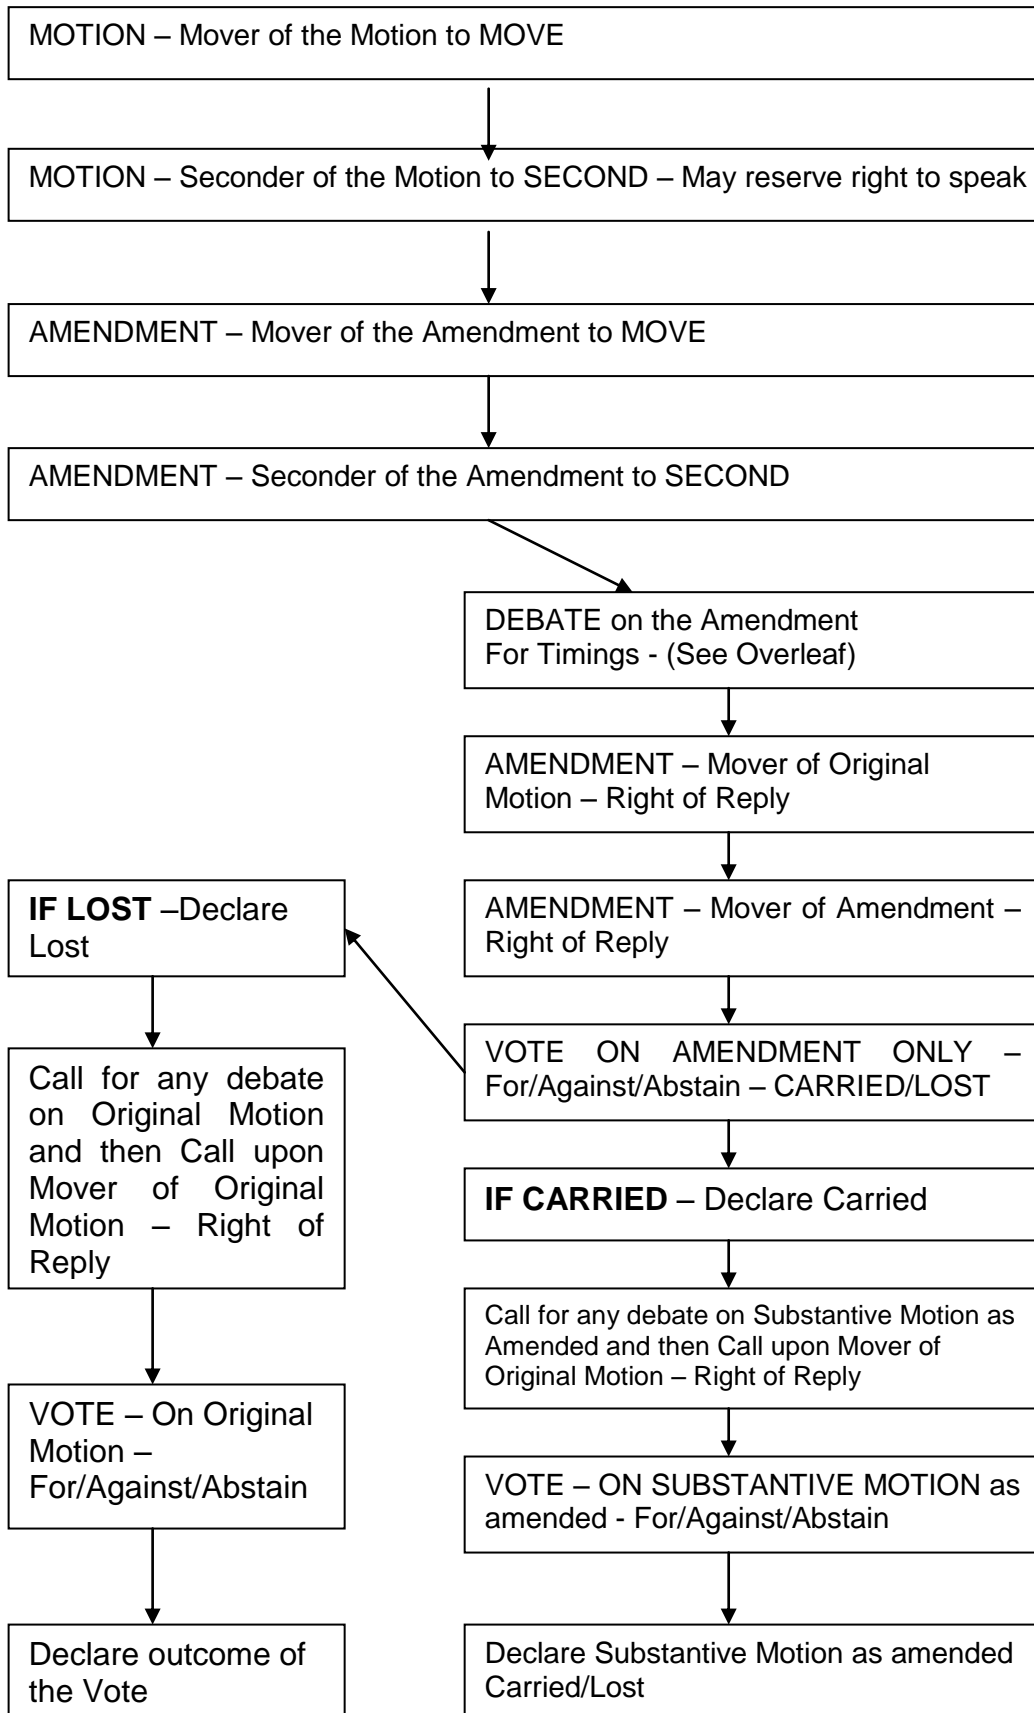 MOTION – Mover of the Motion to MOVE
MOTION – Seconder of the Motion to SECOND – May reserve right to speak
AMENDMENT – Mover of the Amendment to MOVE
AMENDMENT – Seconder of the Amendment to SECOND
DEBATE on the Amendment
For Timings - (See Overleaf)
AMENDMENT – Mover of Original
Motion – Right of Reply
AMENDMENT – Mover of Amendment –
Right of Reply
VOTE ON AMENDMENT ONLY –
For/Against/Abstain – CARRIED/LOST
IF LOST –Declare
Lost
Call for any debate
on Original Motion
and then Call upon
Mover of Original
Motion – Right of
Reply
VOTE – On Original
Motion –
For/Against/Abstain
Declare outcome of
the Vote
IF CARRIED – Declare Carried
Call for any debate on Substantive Motion as
Amended and then Call upon Mover of
Original Motion – Right of Reply
VOTE – ON SUBSTANTIVE MOTION as
amended - For/Against/Abstain
Declare Substantive Motion as amended
Carried/Lost